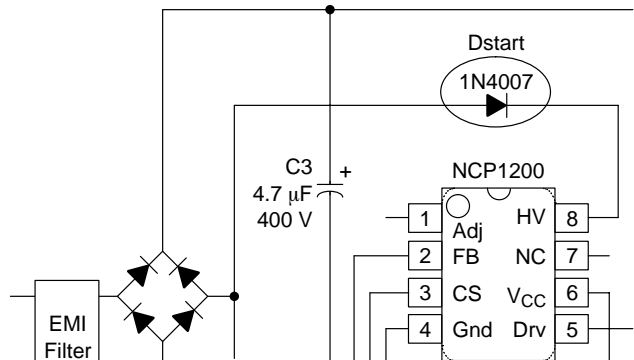 Dstart
1N4007
C3
+
4.7 μF
400 V
NCP1200
1
Adj
HV
8
2
FB
NC
7
3
CS
VCC
6
4
Gnd
Drv
5
EMI
Filter